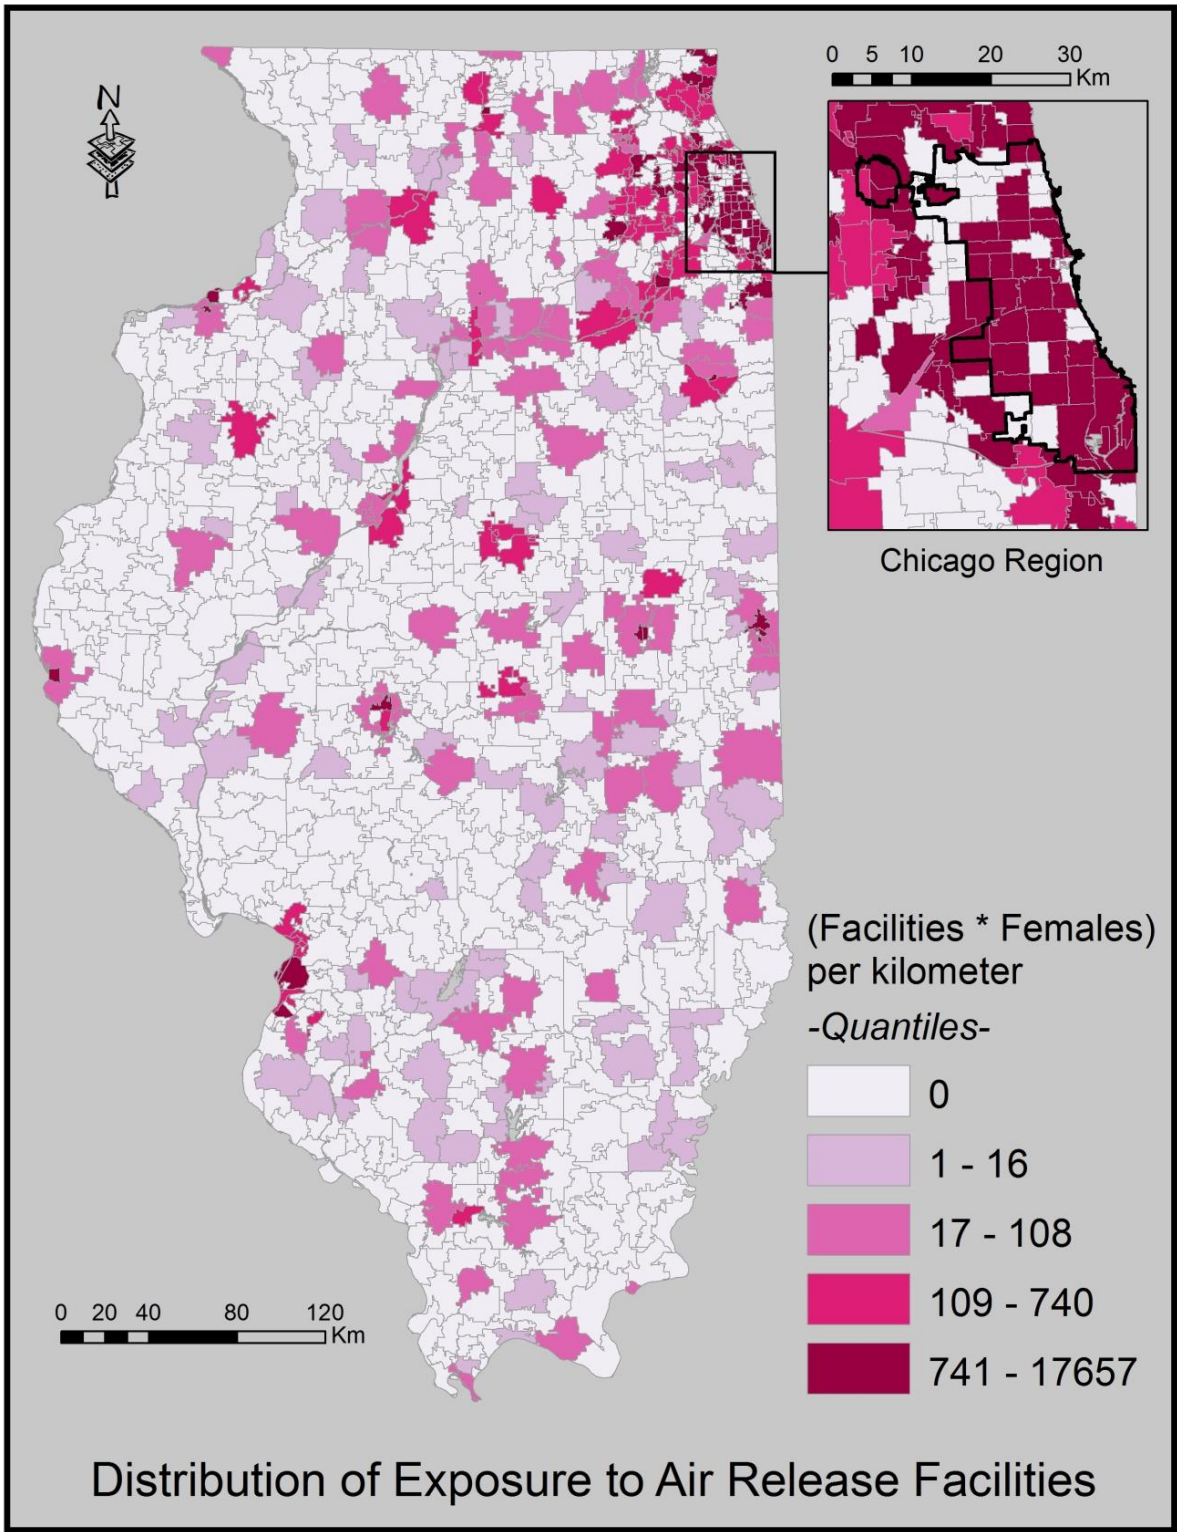 N
0 5 10 20 30
Km
Chicago Region
(Facilities * Females)
per kilometer
-Quantiles-
0
1 - 16
17 - 108
109 - 740
741 - 17657
0 20 40 80 120
Km
Distribution of Exposure to Air Release Facilities